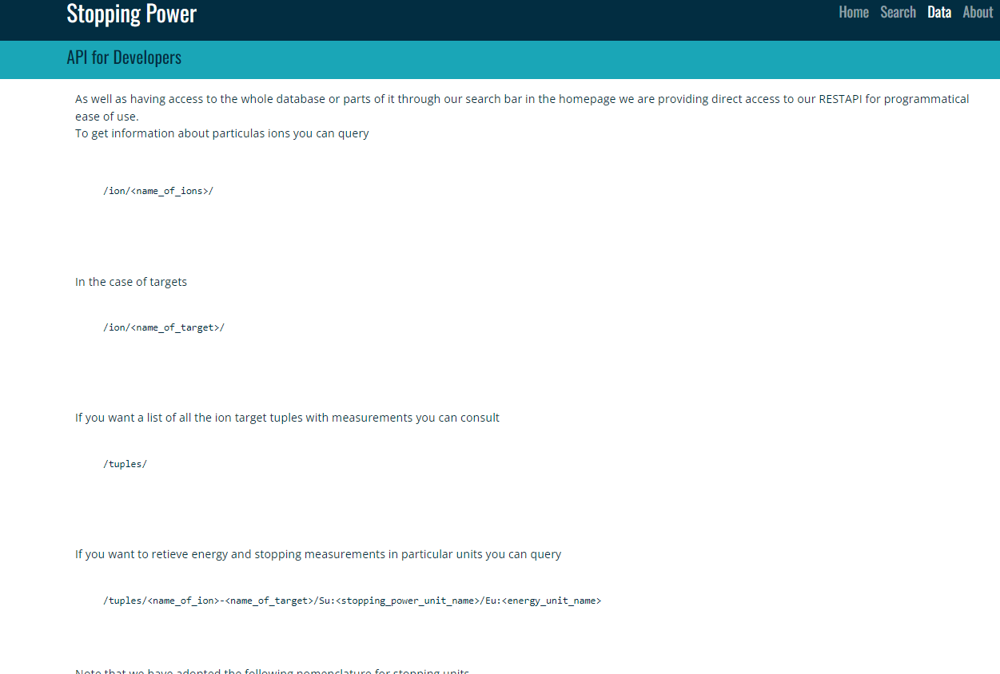 Stopping Power
Home Search Data About
API for Developers
As well as having access to the whole database or parts of it through our search bar in the homepage we are providing direct access to our RESTAPI for programmatical
ease of use.
To get information about particulas ions you can query
/ion/<name_of_ions>/
In the case of targets
/ion/<name_of_target>/
If you want a list of all the ion target tuples with measurements you can consult
/tuples/
If you want to retieve energy and stopping measurements in particular units you can query
/tuples/<name_of_ion>-<name_of_target>/Su:<stopping_power_unit_name>/Eu:<energy_unit_name>
Note that we have adopted the following nomenclature for stopping units